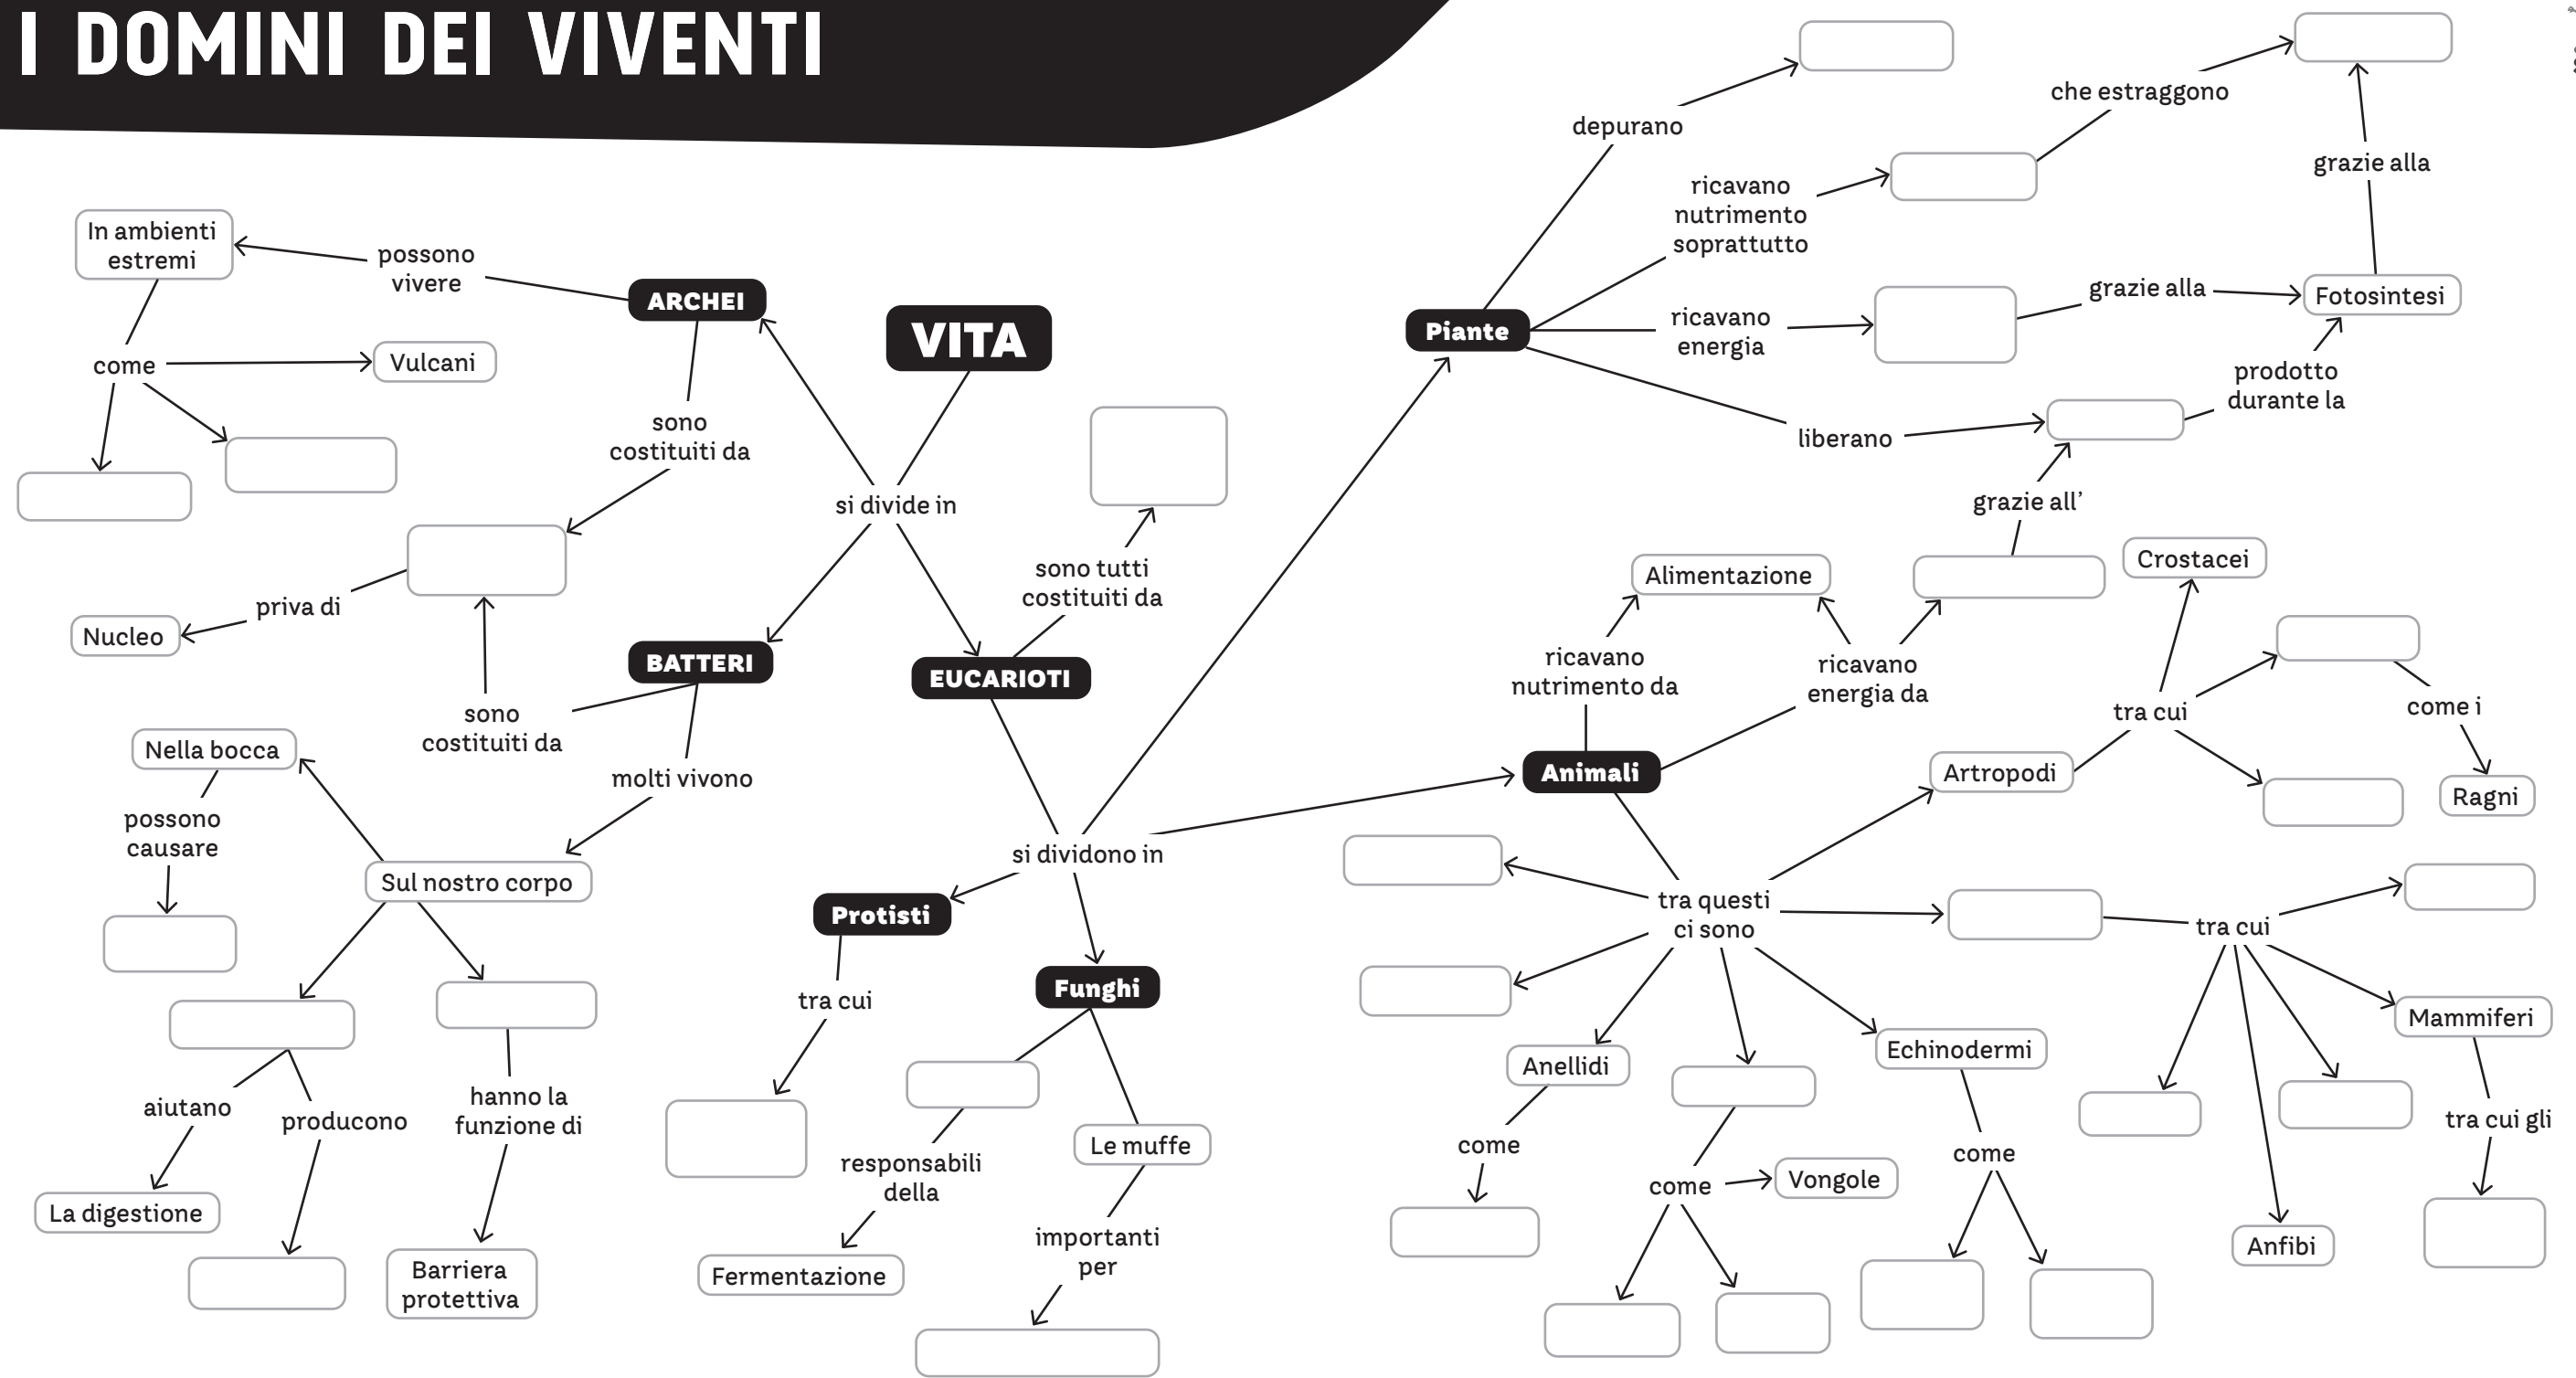 I DOMINI DEI VIVENTI
depurano
che estraggono
grazie alla
ricavano
nutrimento
soprattutto
In ambienti
estremi
possono
vivere
ARCHEI
VITA
Piante
ricavano
energia
grazie alla
Fotosintesi
come
Vulcani
prodotto
durante la
sono
costituiti da
liberano
si divide in
grazie all’
sono tutti
costituiti da
Alimentazione
Crostacei
priva di
Nucleo
BATTERI
EUCARIOTI
ricavano
nutrimento da
ricavano
energia da
tra cui
come i
sono
costituiti da
Nella bocca
molti vivono
Animali
Artropodi
Ragni
possono
causare
Sul nostro corpo
si dividono in
Protisti
tra questi
ci sono
tra cui
Funghi
tra cui
Mammiferi
Anellidi
Echinodermi
aiutano
producono
hanno la
funzione di
Le muffe
come
come
tra cui gli
responsabili
della
come
Vongole
La digestione
importanti
per
Anfibi
Barriera
protettiva
Fermentazione